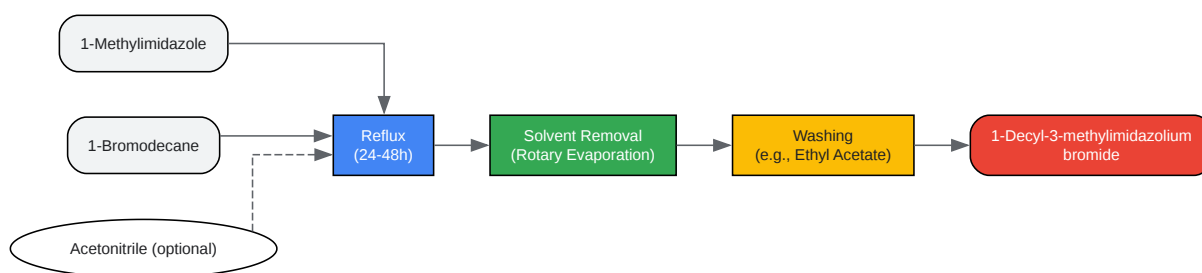 1-Methylimidazole
1-Bromodecane
Acetonitrile (optional)
Reflux
(24-48h)
Solvent Removal
(Rotary Evaporation)
Washing
(e.g., Ethyl Acetate)
1-Decyl-3-methylimidazolium
bromide